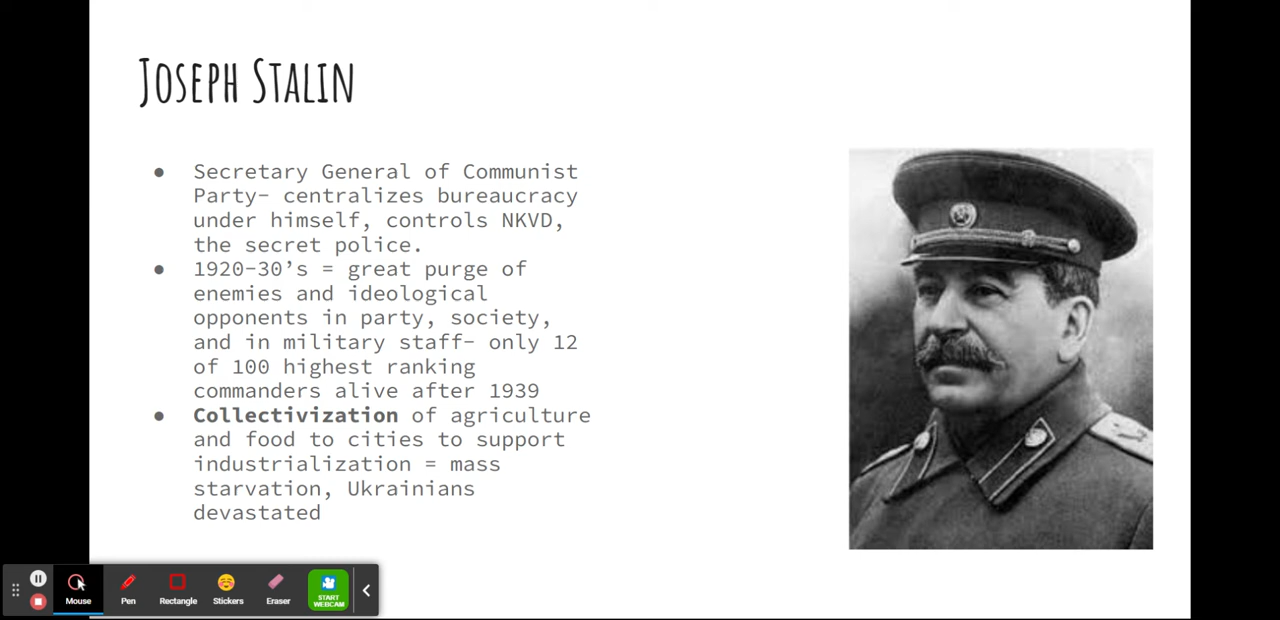 Joseph Stalin
● Secretary General of Communist
Party- centralizes bureaucracy
under himself, controls NKVD,
the secret police.
● 1920-30’s = great purge of
enemies and ideological
opponents in party, society,
and in military staff- only 12
of 100 highest ranking
commanders alive after 1939
● Collectivization of agriculture
and food to cities to support
industrialization = mass
starvation, Ukrainians
devastated
Mouse Pen Rectangle Stickers Eraser START
WEBCAM